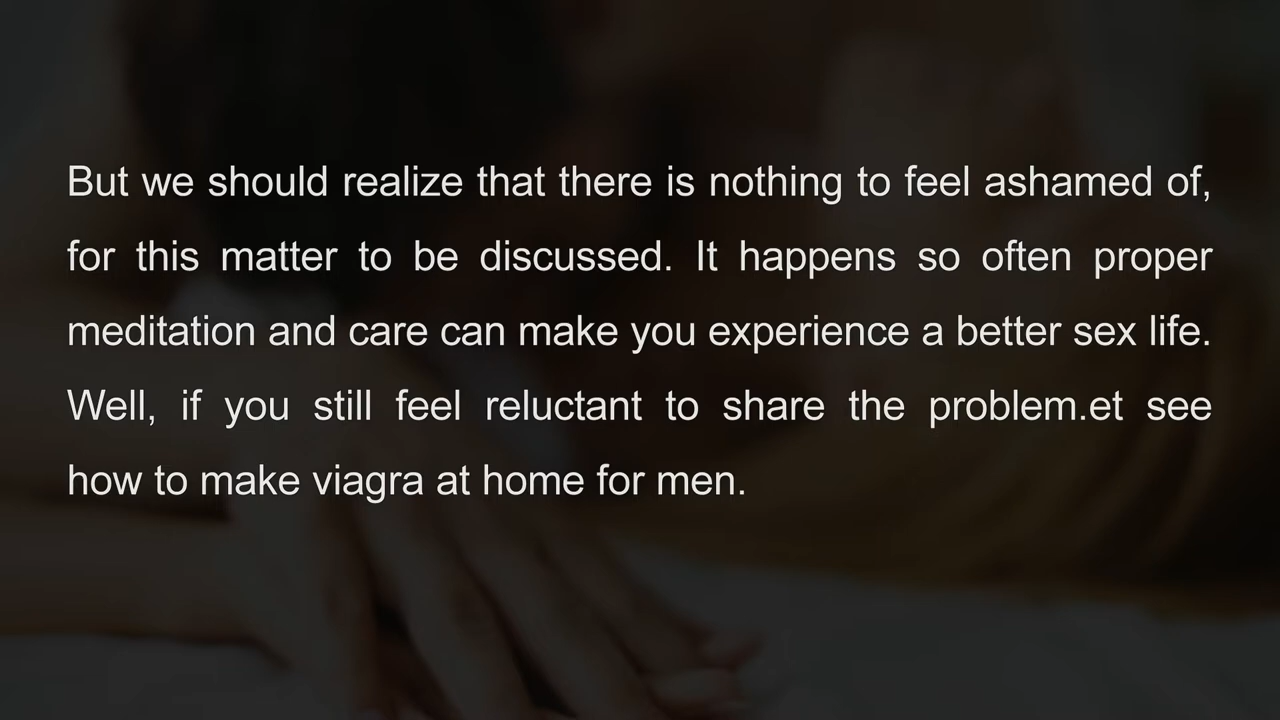 But we should realize that there is nothing to feel ashamed of,
for this matter to be discussed. It happens so often proper
meditation and care can make you experience a better sex life.
Well, if you still feel reluctant to share the problem.et see
how to make viagra at home for men.